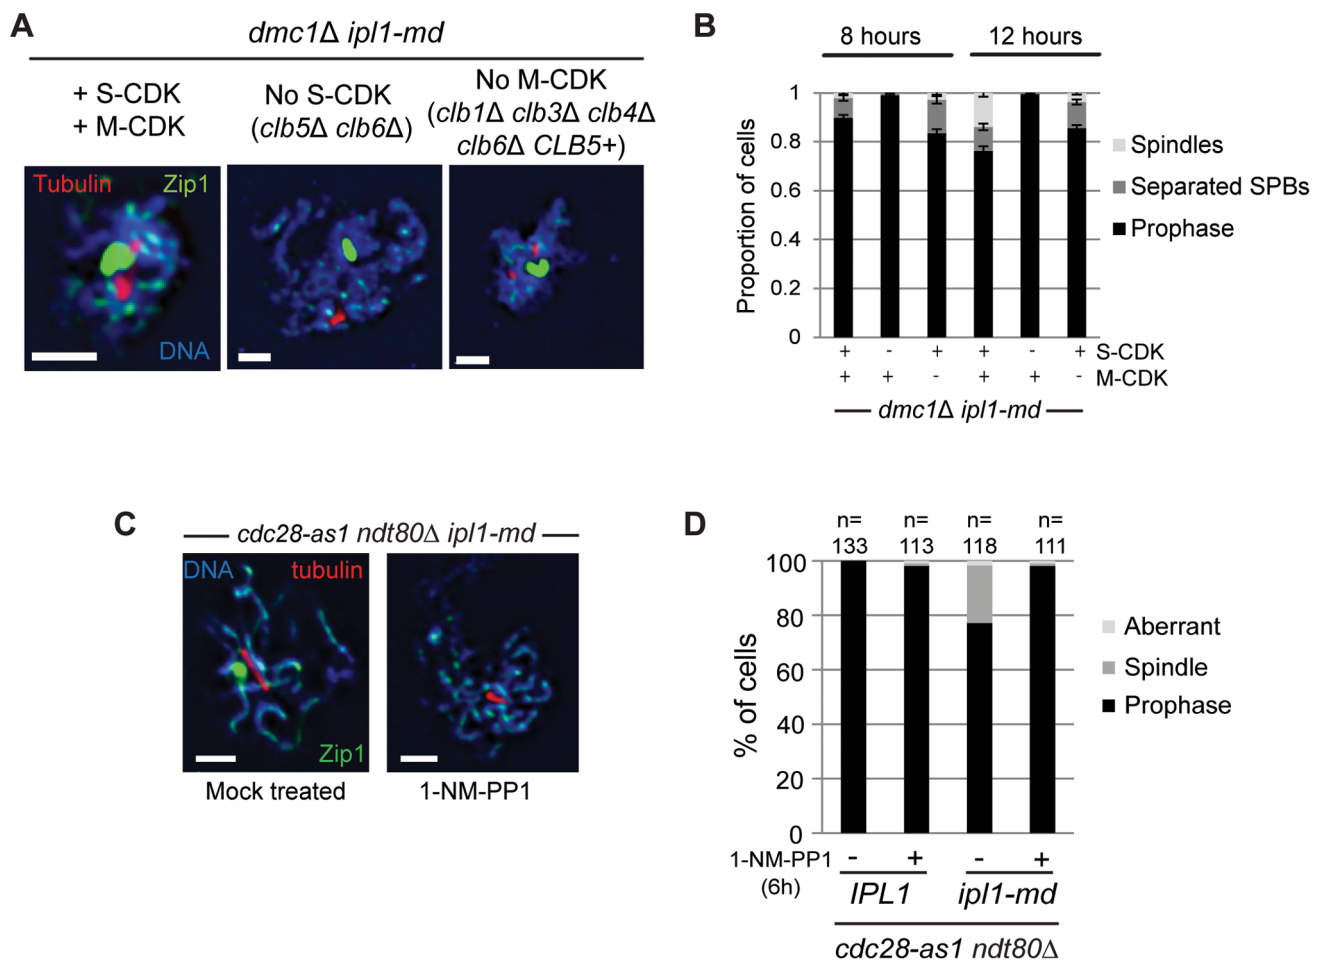 A
dmc1Δ ipl1-md
+ S-CDK
+ M-CDK
No S-CDK
(clb5Δ clb6Δ)
No M-CDK
(clb1Δ clb3Δ clb4Δ
clb6Δ CLB5+)
Tubulin
Zip1
DNA
B
8 hours
12 hours
Proportion of cells
1
0.8
0.6
0.4
0.2
0
Spindles
Separated SPBs
Prophase
+ - + + - + S-CDK
+ + - + + - M-CDK
dmc1Δ ipl1-md
C
cdc28-as1 ndt80Δ ipl1-md
DNA
tubulin
Zip1
Mock treated
1-NM-PP1
D
n= n= n= n=
133 113 118 111
% of cells
100
80
60
40
20
0
Aberrant
Spindle
Prophase
1-NM-PP1 - + - +
(6h)
IPL1 ipl1-md
cdc28-as1 ndt80Δ